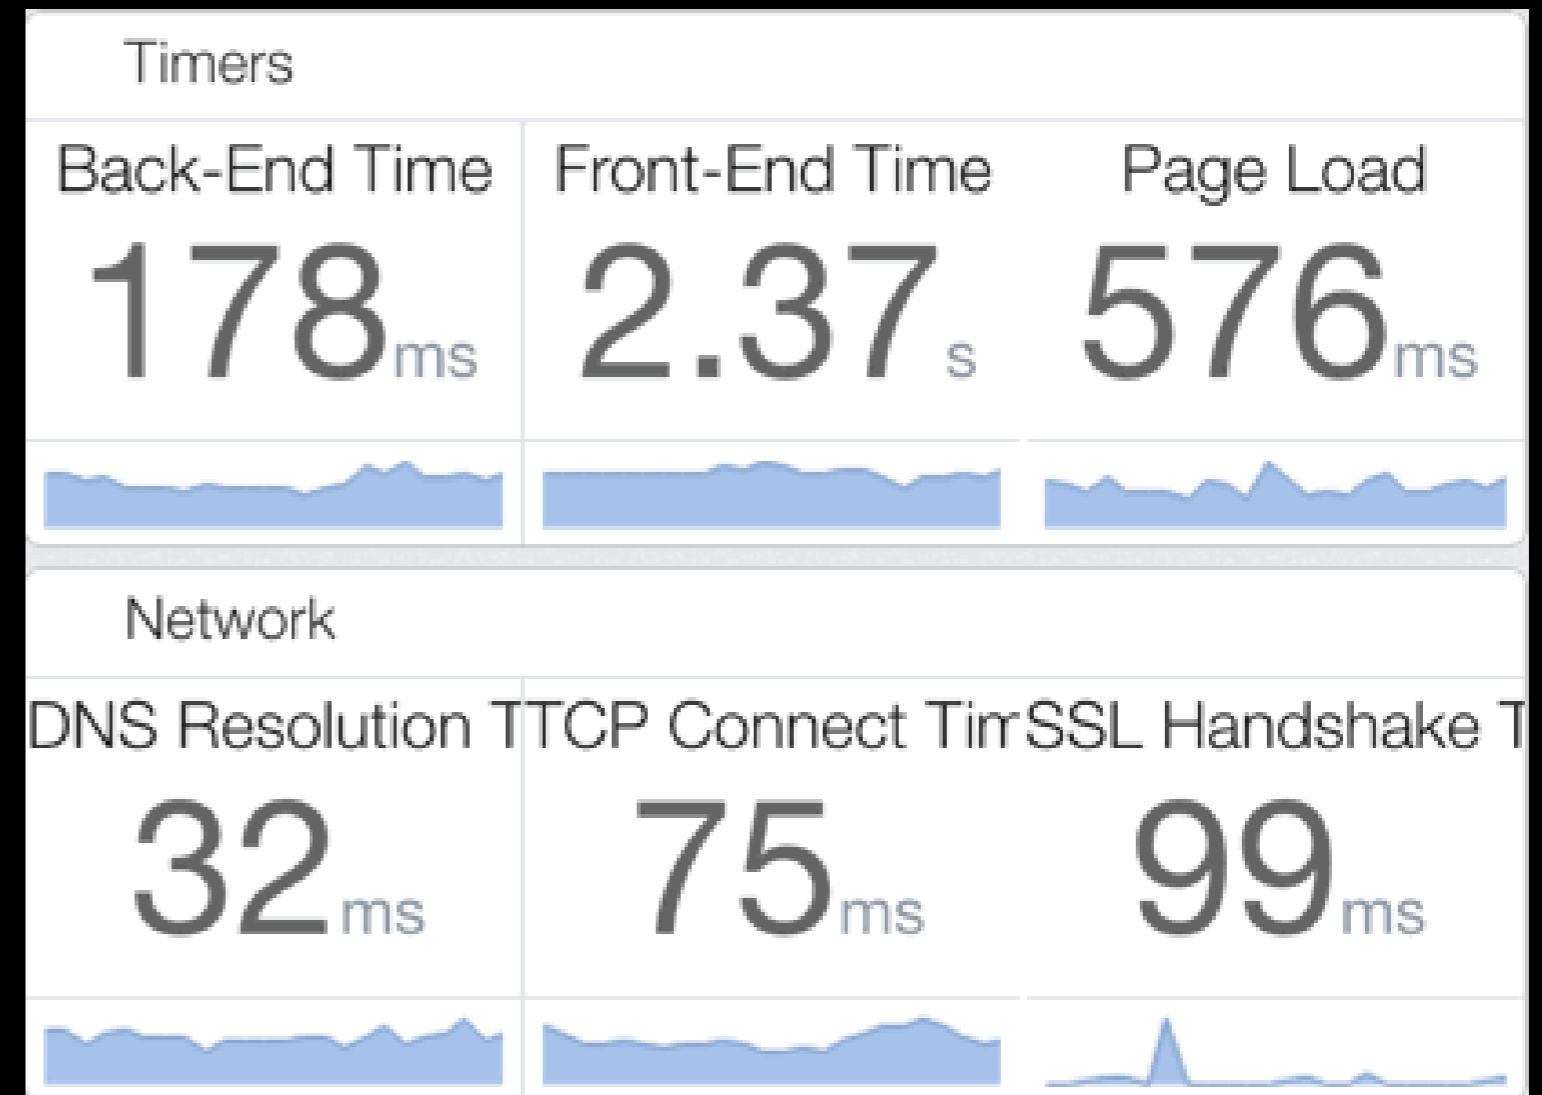 Timers
Back-End Time Front-End Time Page Load
178ms 2.37s 576ms
Network
DNS Resolution T TCP Connect Tim SSL Handshake T
32ms 75ms 99ms